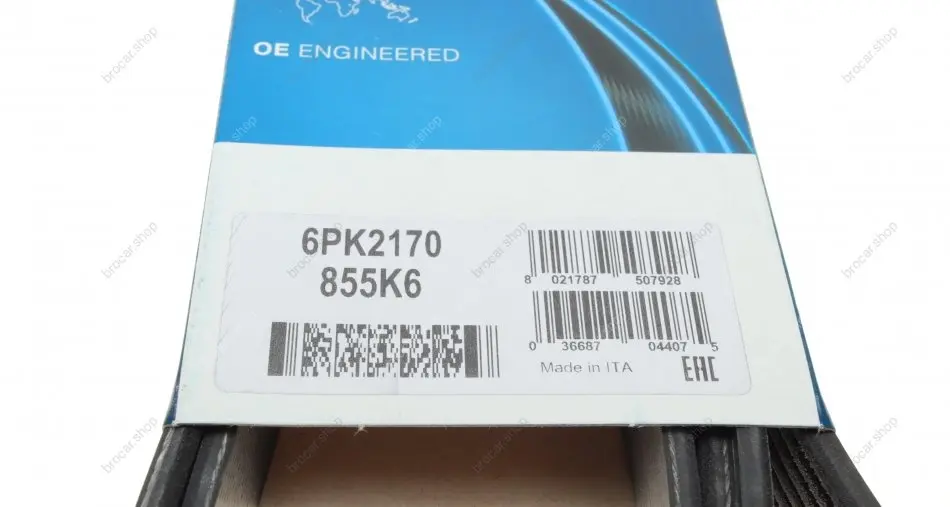 OE ENGINEERED
6PK2170
855K6
8 021787 507928
0 36687 04407 5
Made in ITA
EAC
brocar.shop